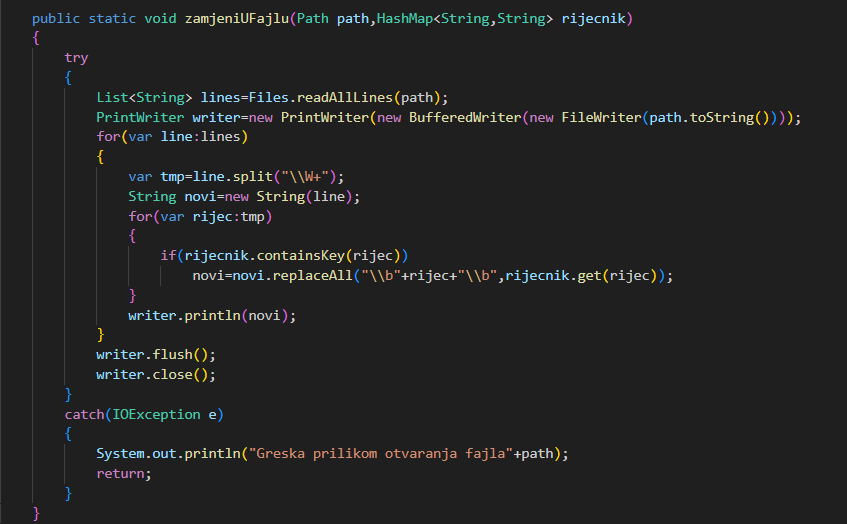 public static void zamjeniUFajlu(Path path,HashMap<String,String> rijecnik)
{
    try
    {
        List<String> lines=Files.readAllLines(path);
        PrintWriter writer=new PrintWriter(new BufferedWriter(new FileWriter(path.toString())));
        for(var line:lines)
        {
            var tmp=line.split("\\W+");
            String novi=new String(line);
            for(var rijec:tmp)
            {
                if(rijecnik.containsKey(rijec))
                    novi=novi.replaceAll("\\b"+rijec+"\\b",rijecnik.get(rijec));
            }
            writer.println(novi);
        }
        writer.flush();
        writer.close();
    }
    catch(IOException e)
    {
        System.out.println("Greska prilikom otvaranja fajla"+path);
        return;
    }
}